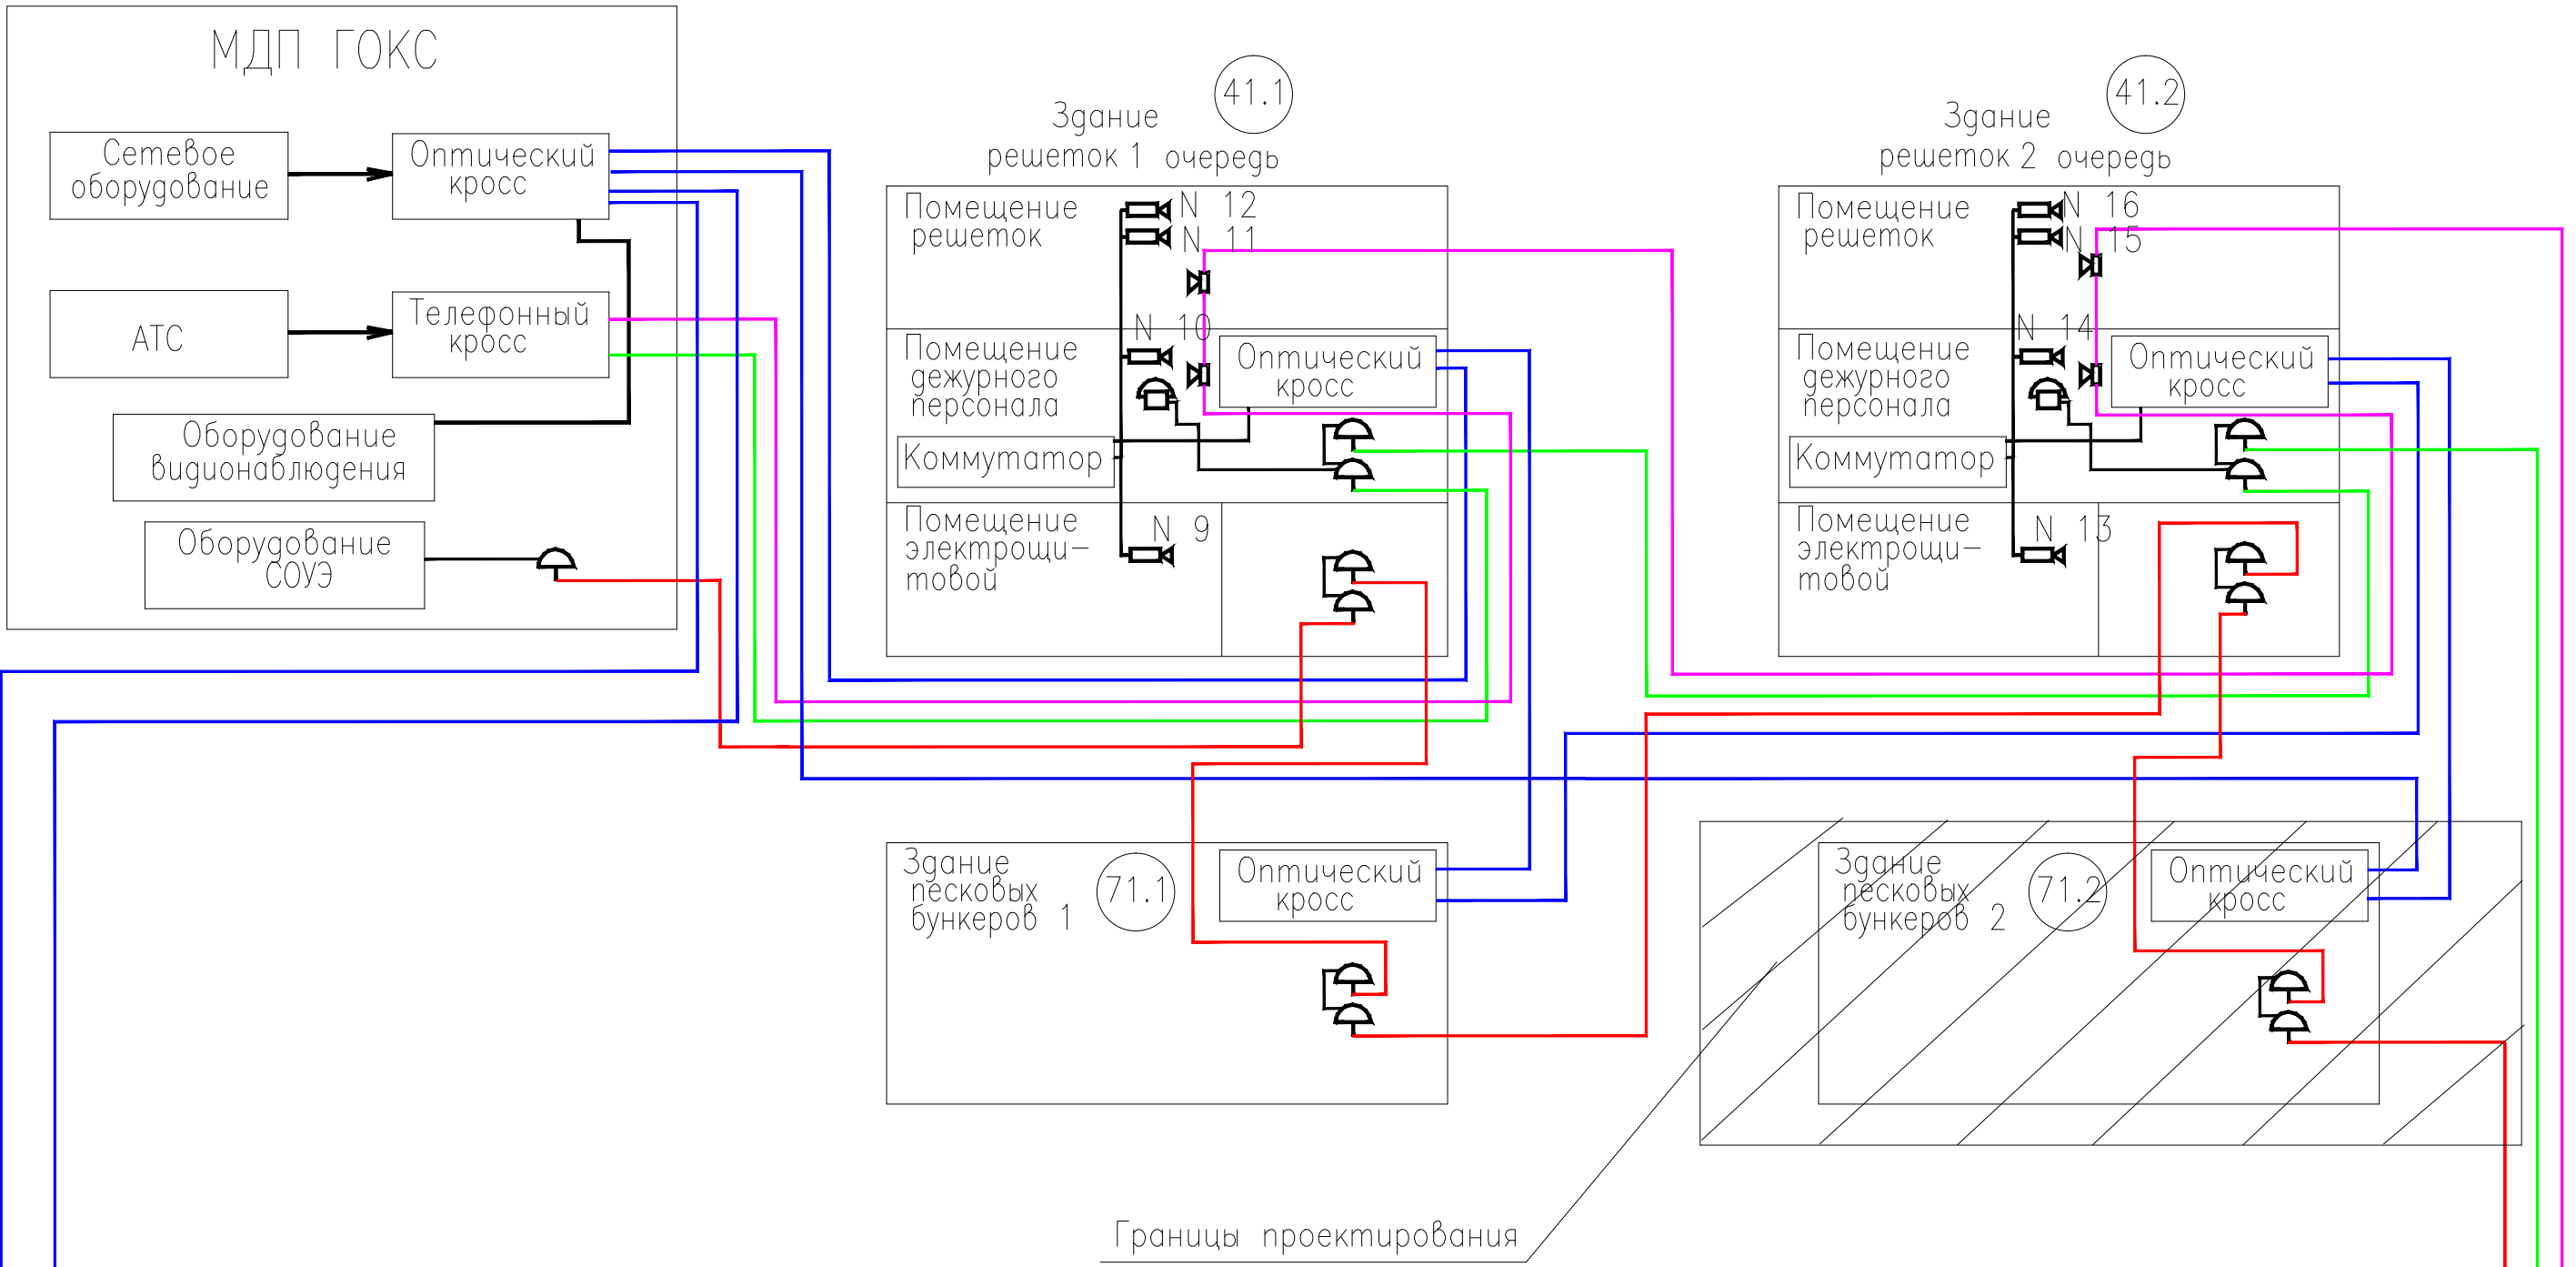 МДП ГОКС
Сетевое
оборудование
Оптический
кросс
АТС
Телефонный
кросс
Оборудование
видионаблюдения
Оборудование
СОУЭ
41.1
Здание
решеток 1 очередь
Помещение
решеток
N 12
N 11
Помещение
дежурного
персонала
N 10
Оптический
кросс
Коммутатор
Помещение
электрощи-
товой
N 9
41.2
Здание
решеток 2 очередь
Помещение
решеток
N 16
N 15
Помещение
дежурного
персонала
N 14
Оптический
кросс
Коммутатор
Помещение
электрощи-
товой
N 13
Здание
песковых
бункеров 1
71.1
Оптический
кросс
Здание
песковых
бункеров 2
71.2
Оптический
кросс
Границы проектирования